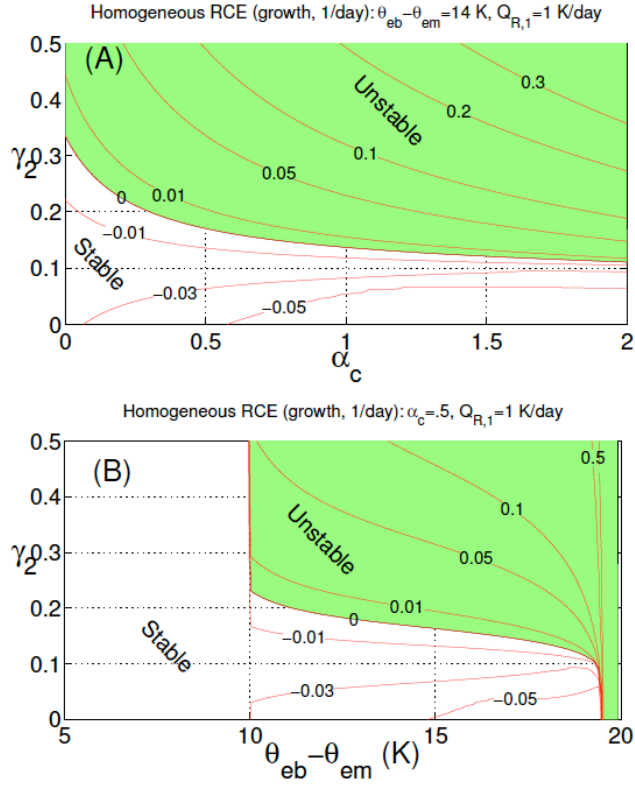 Homogeneous RCE (growth, 1/day): θeb−θem=14 K, QR,1=1 K/day
(A)
Unstable
Stable
0.3
0.2
0.1
0.05
0.01
0
−0.01
−0.03
−0.05
γ2
0.5
0.4
0.3
0.2
0.1
0
0 0.5 1 1.5 2
αc
Homogeneous RCE (growth, 1/day): αc=.5, QR,1=1 K/day
(B)
Unstable
Stable
0.5
0.1
0.05
0.01
0
−0.01
−0.03
−0.05
γ2
0.5
0.4
0.3
0.2
0.1
0
5 10 15 20
θeb−θem (K)